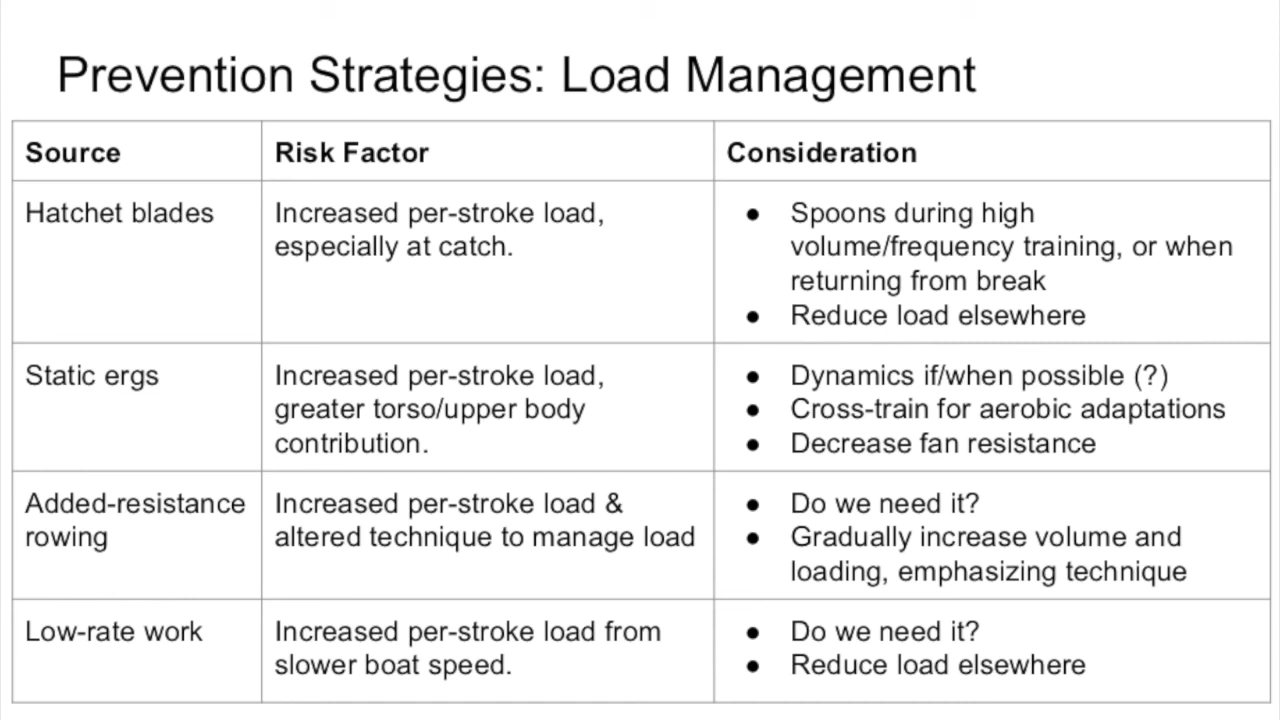 Prevention Strategies: Load Management
Source Risk Factor Consideration
Hatchet blades
Increased per-stroke load,
especially at catch.
● Spoons during high
volume/frequency training, or when
returning from break
● Reduce load elsewhere
Static ergs
Increased per-stroke load,
greater torso/upper body
contribution.
● Dynamics if/when possible (?)
● Cross-train for aerobic adaptations
● Decrease fan resistance
Added-resistance
rowing
Increased per-stroke load &
altered technique to manage load
● Do we need it?
● Gradually increase volume and
loading, emphasizing technique
Low-rate work
Increased per-stroke load from
slower boat speed.
● Do we need it?
● Reduce load elsewhere